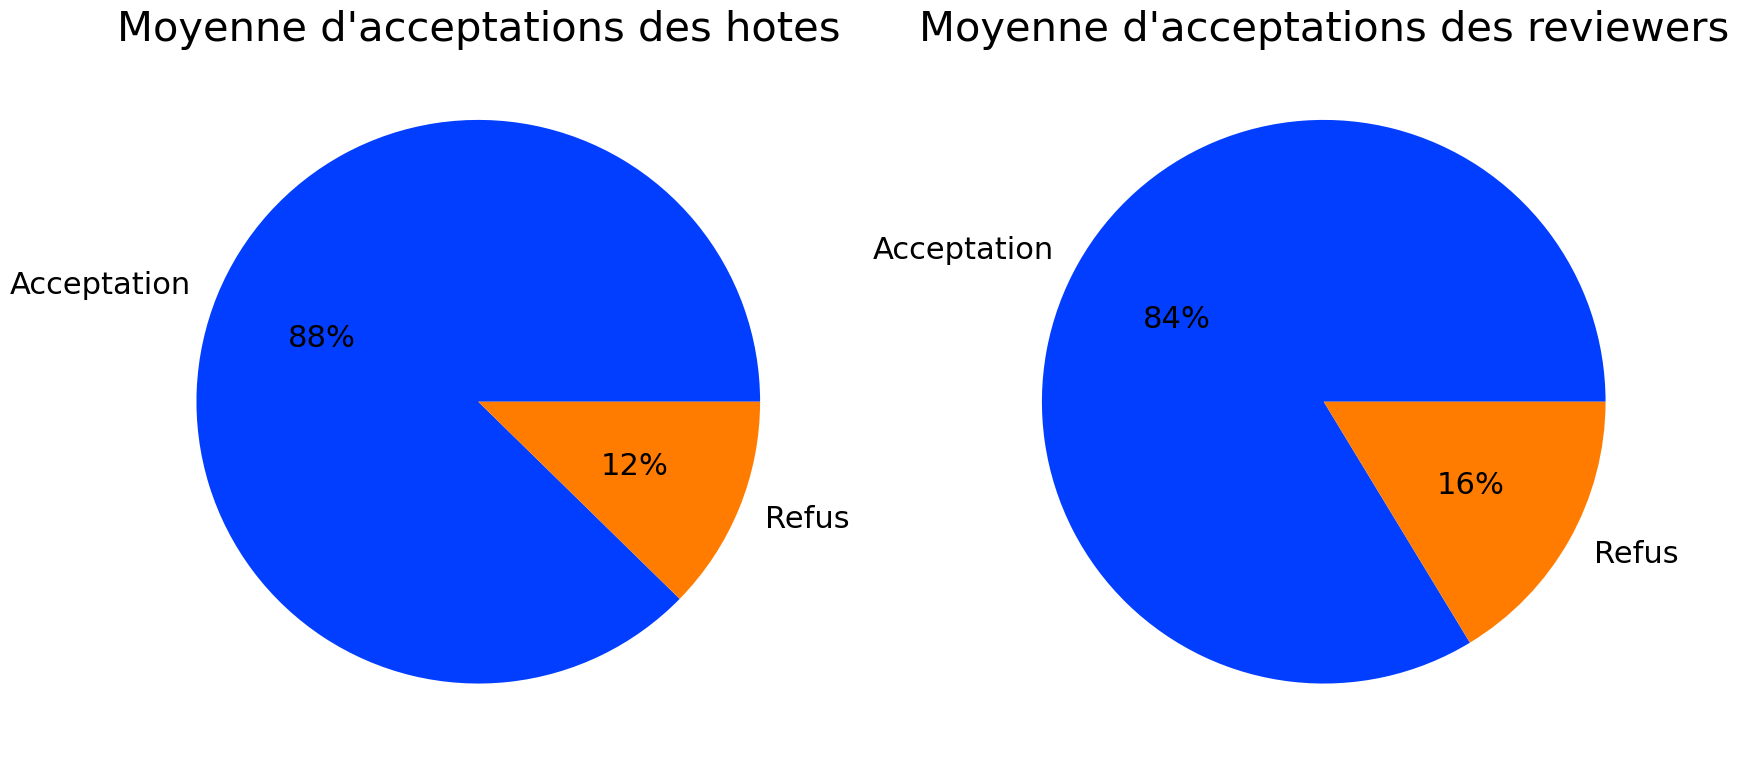 Moyenne d'acceptations des hotes
Acceptation
88%
12%
Refus
Moyenne d'acceptations des reviewers
Acceptation
84%
16%
Refus